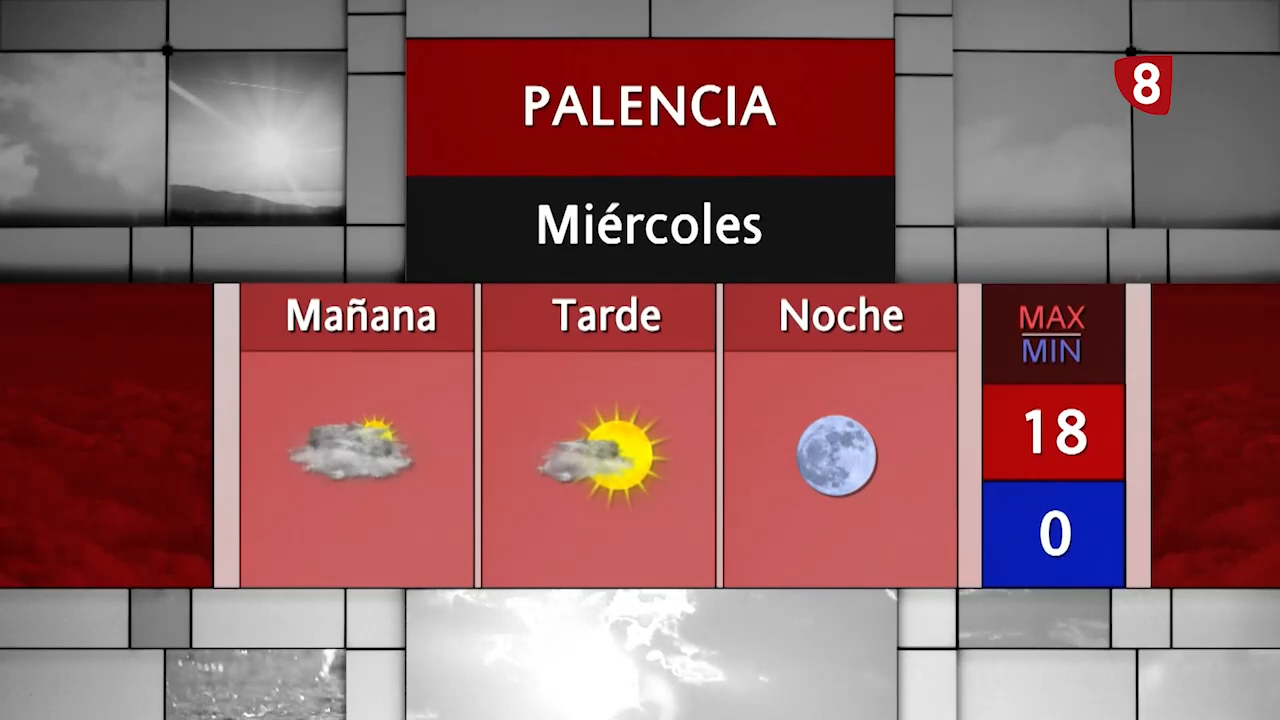 8
PALENCIA
Miércoles
Mañana
Tarde
Noche
MAX
MIN
18
0